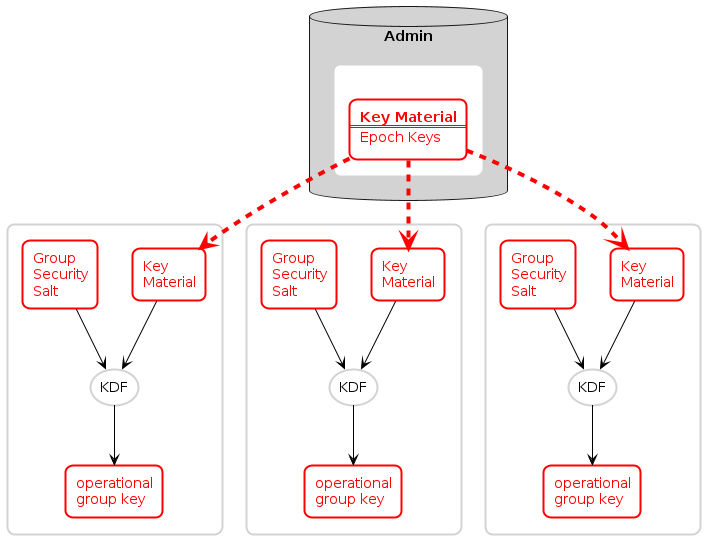 Admin
Key Material
Epoch Keys
Group
Security
Salt
Key
Material
KDF
operational
group key
Group
Security
Salt
Key
Material
KDF
operational
group key
Group
Security
Salt
Key
Material
KDF
operational
group key